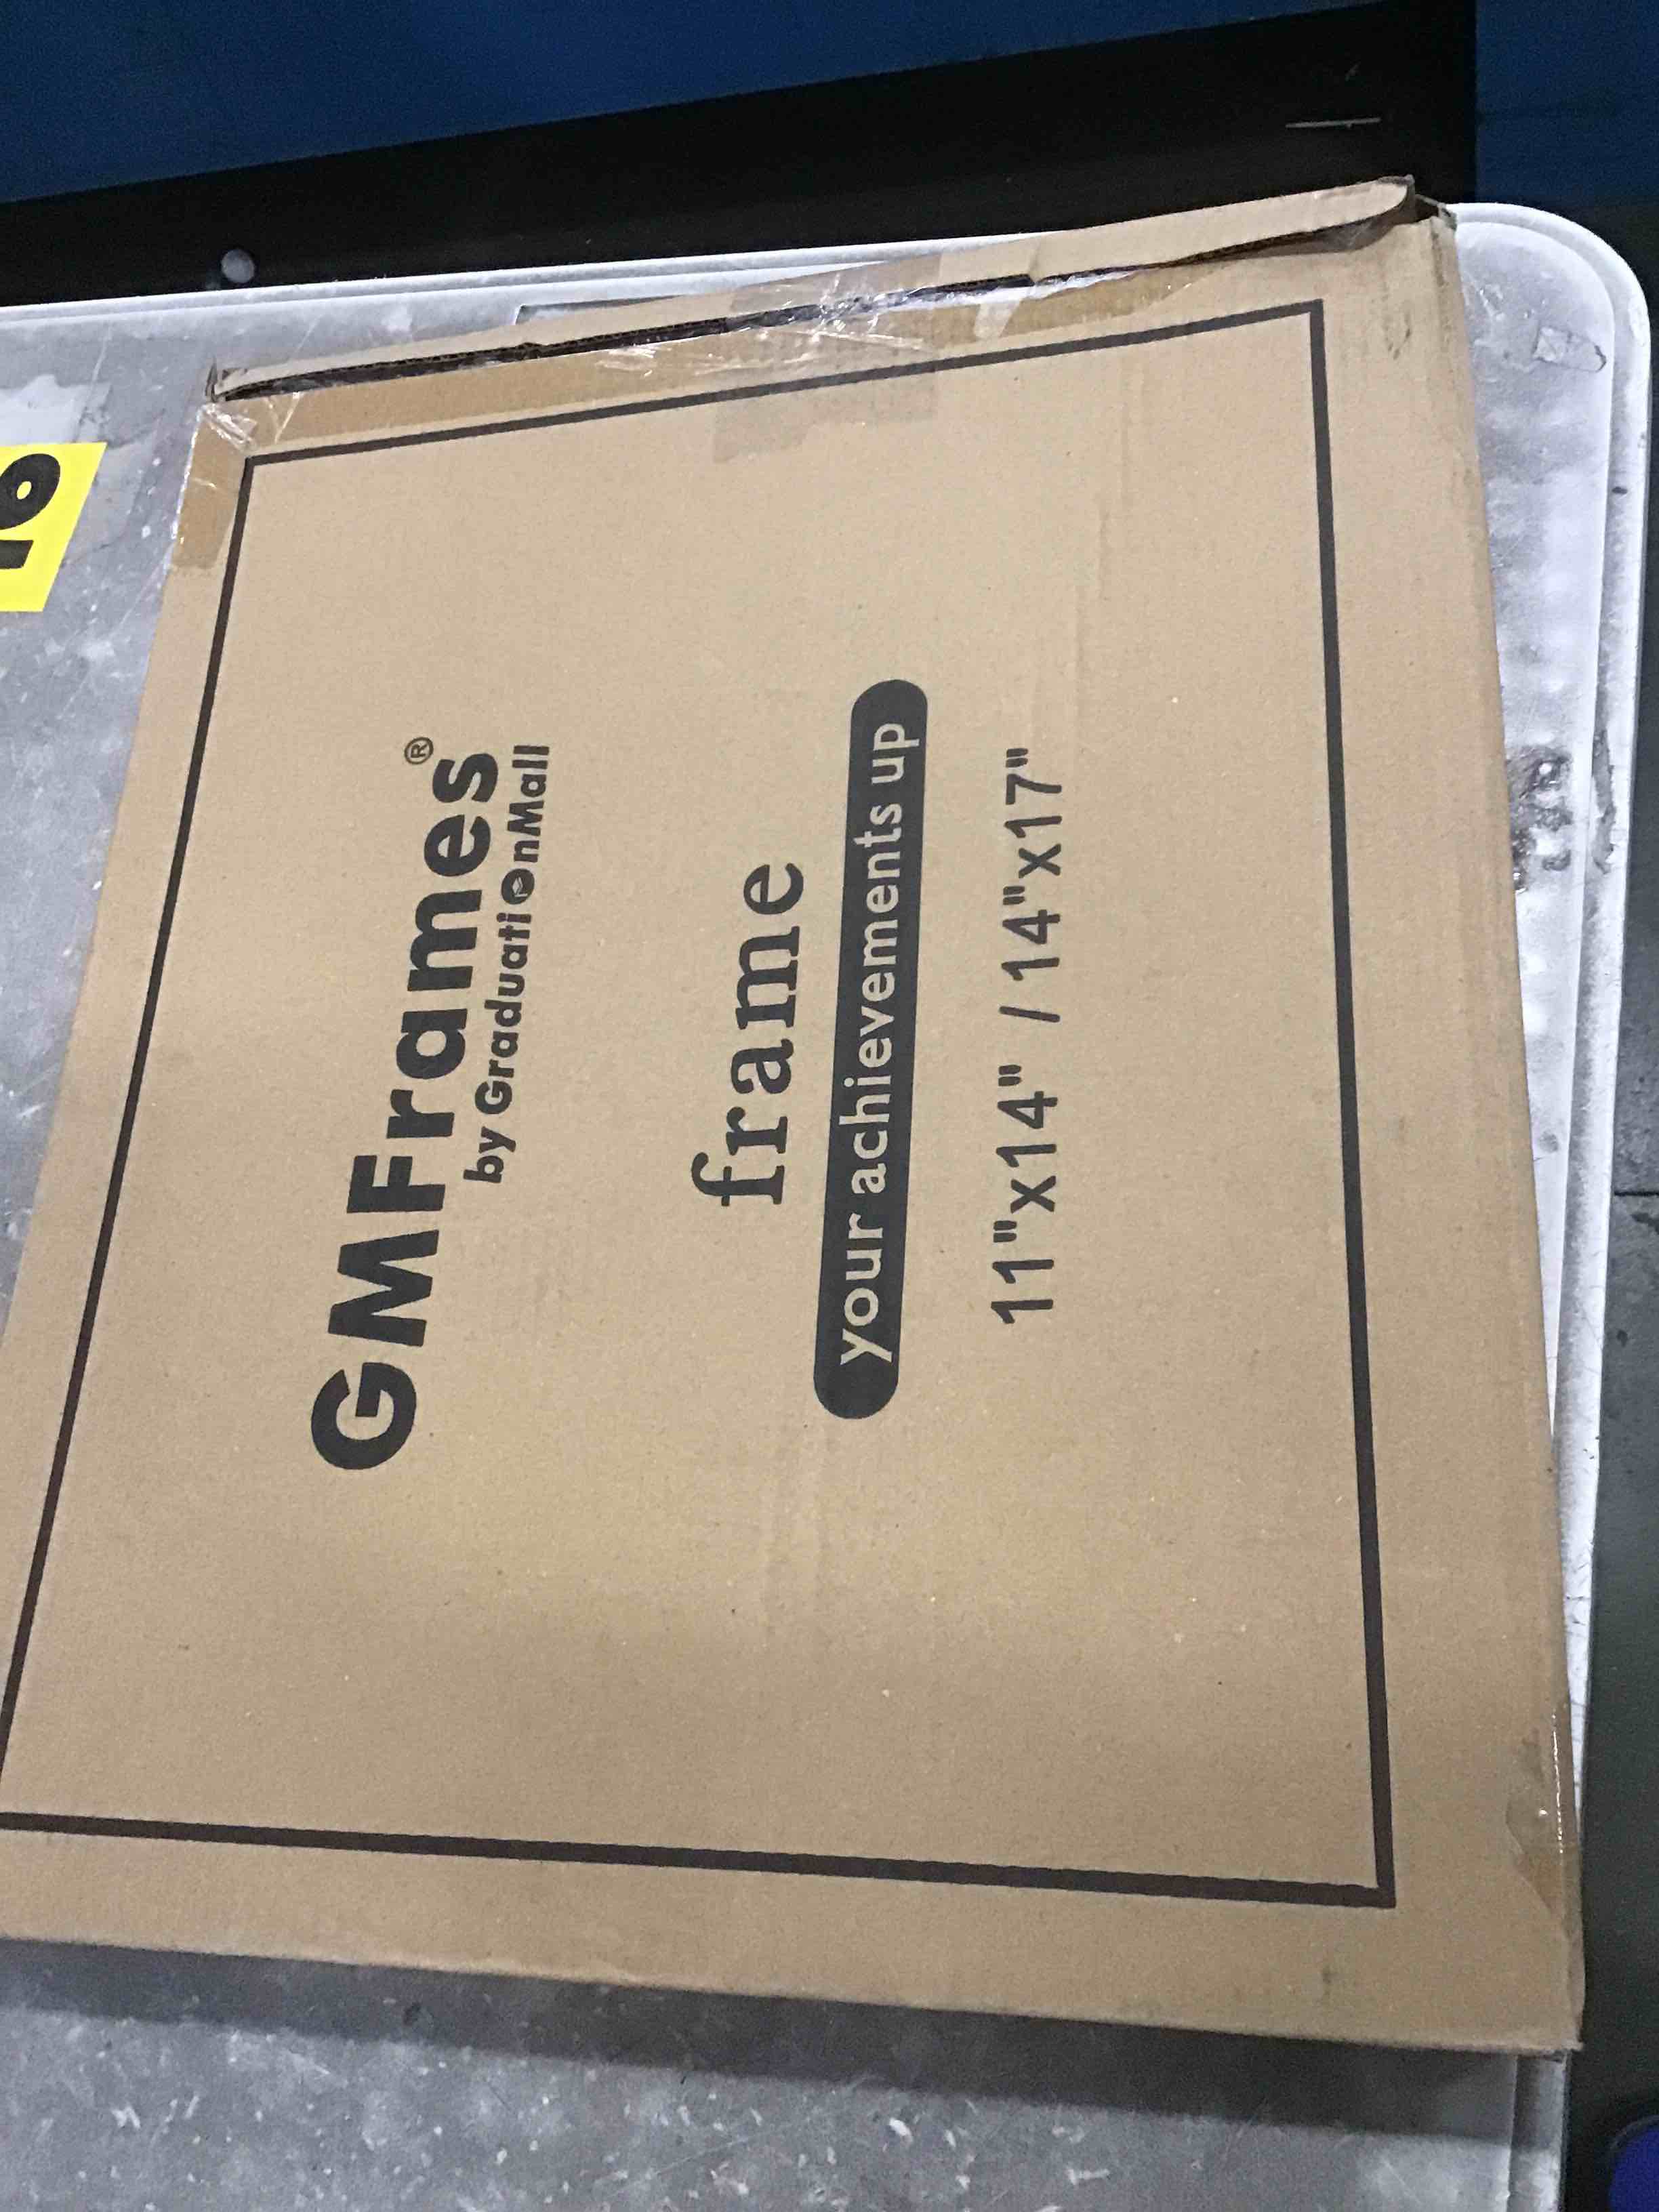 GMFrames®
by GraduationMall
frame
your achievements up
11"x14" / 14"x17"